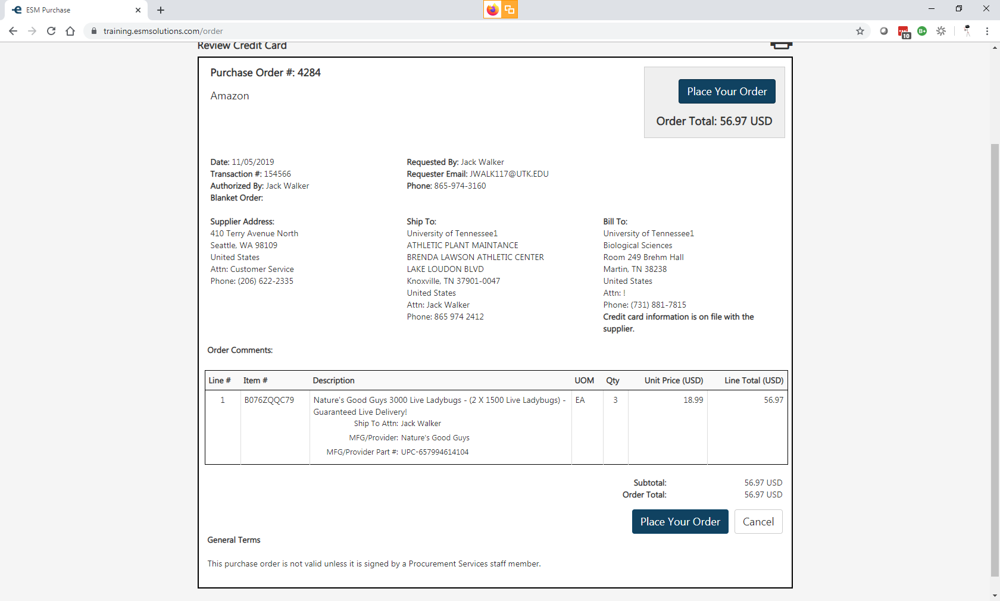 ESM Purchase
training.esmsolutions.com/order
10
B+
Review Credit Card
Purchase Order #: 4284
Amazon
Place Your Order
Order Total: 56.97 USD
Date: 11/05/2019
Transaction #: 154566
Authorized By: Jack Walker
Blanket Order:
Requested By: Jack Walker
Requester Email: JWALK117@UTK.EDU
Phone: 865-974-3160
Supplier Address:
410 Terry Avenue North
Seattle, WA 98109
United States
Attn: Customer Service
Phone: (206) 622-2335
Ship To:
University of Tennessee1
ATHLETIC PLANT MAINTANCE
BRENDA LAWSON ATHLETIC CENTER
LAKE LOUDON BLVD
Knoxville, TN 37901-0047
United States
Attn: Jack Walker
Phone: 865 974 2412
Bill To:
University of Tennessee1
Biological Sciences
Room 249 Brehm Hall
Martin, TN 38238
United States
Attn: !
Phone: (731) 881-7815
Credit card information is on file with the
supplier.
Order Comments:
Line # Item # Description UOM Qty Unit Price (USD) Line Total (USD)
1 B076ZQQC79 Nature's Good Guys 3000 Live Ladybugs - (2 X 1500 Live Ladybugs) - EA 3 18.99 56.97
Guaranteed Live Delivery!
Ship To Attn: Jack Walker
MFG/Provider: Nature's Good Guys
MFG/Provider Part #: UPC-657994614104
Subtotal: 56.97 USD
Order Total: 56.97 USD
Place Your Order Cancel
General Terms
This purchase order is not valid unless it is signed by a Procurement Services staff member.